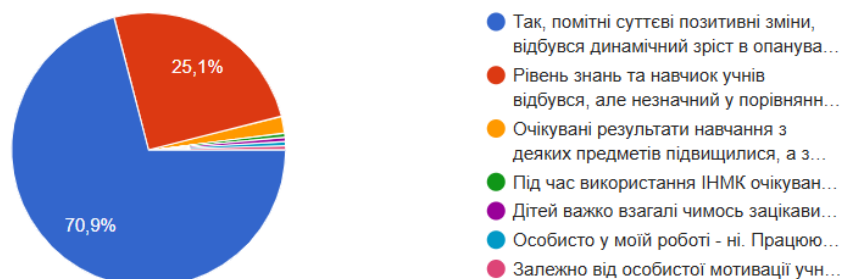 25,1%
70,9%
Так, помітні суттєві позитивні зміни,
відбувся динамічний зріст в опанува...
Рівень знань та навчиок учнів
відбувся, але незначний у порівнянн...
Очікувані результати навчання з
деяких предметів підвищилися, а з...
Під час використання ІНМК очікуван...
Дітей важко взагалі чимось зацікави...
Особисто у моїй роботі - ні. Працюю...
Залежно від особистої мотивації учн...